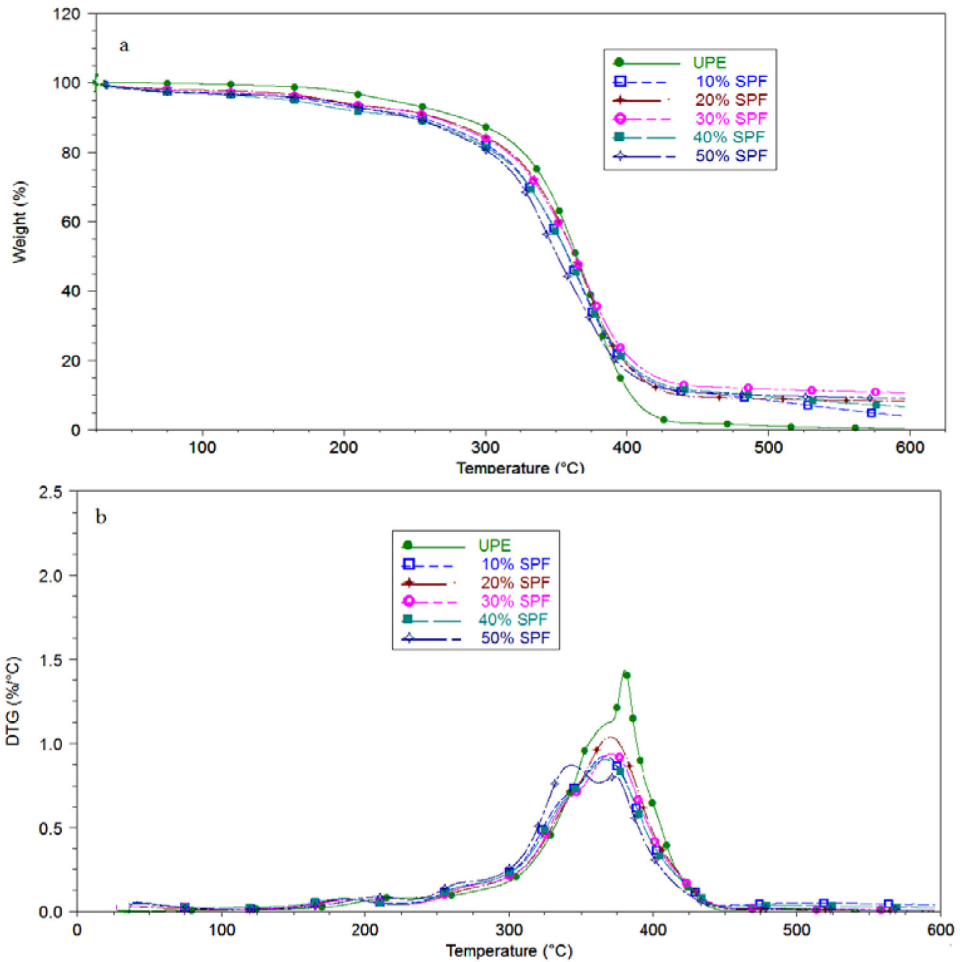 a
120
100
80
60
40
20
0
Weight (%)
100
200
300
400
500
600
Temperature (°C)
UPE
10% SPF
20% SPF
30% SPF
40% SPF
50% SPF
b
2.5
2.0
1.5
1.0
0.5
0.0
DTG (%/°C)
0
100
200
300
400
500
600
Temperature (°C)
UPE
10% SPF
20% SPF
30% SPF
40% SPF
50% SPF